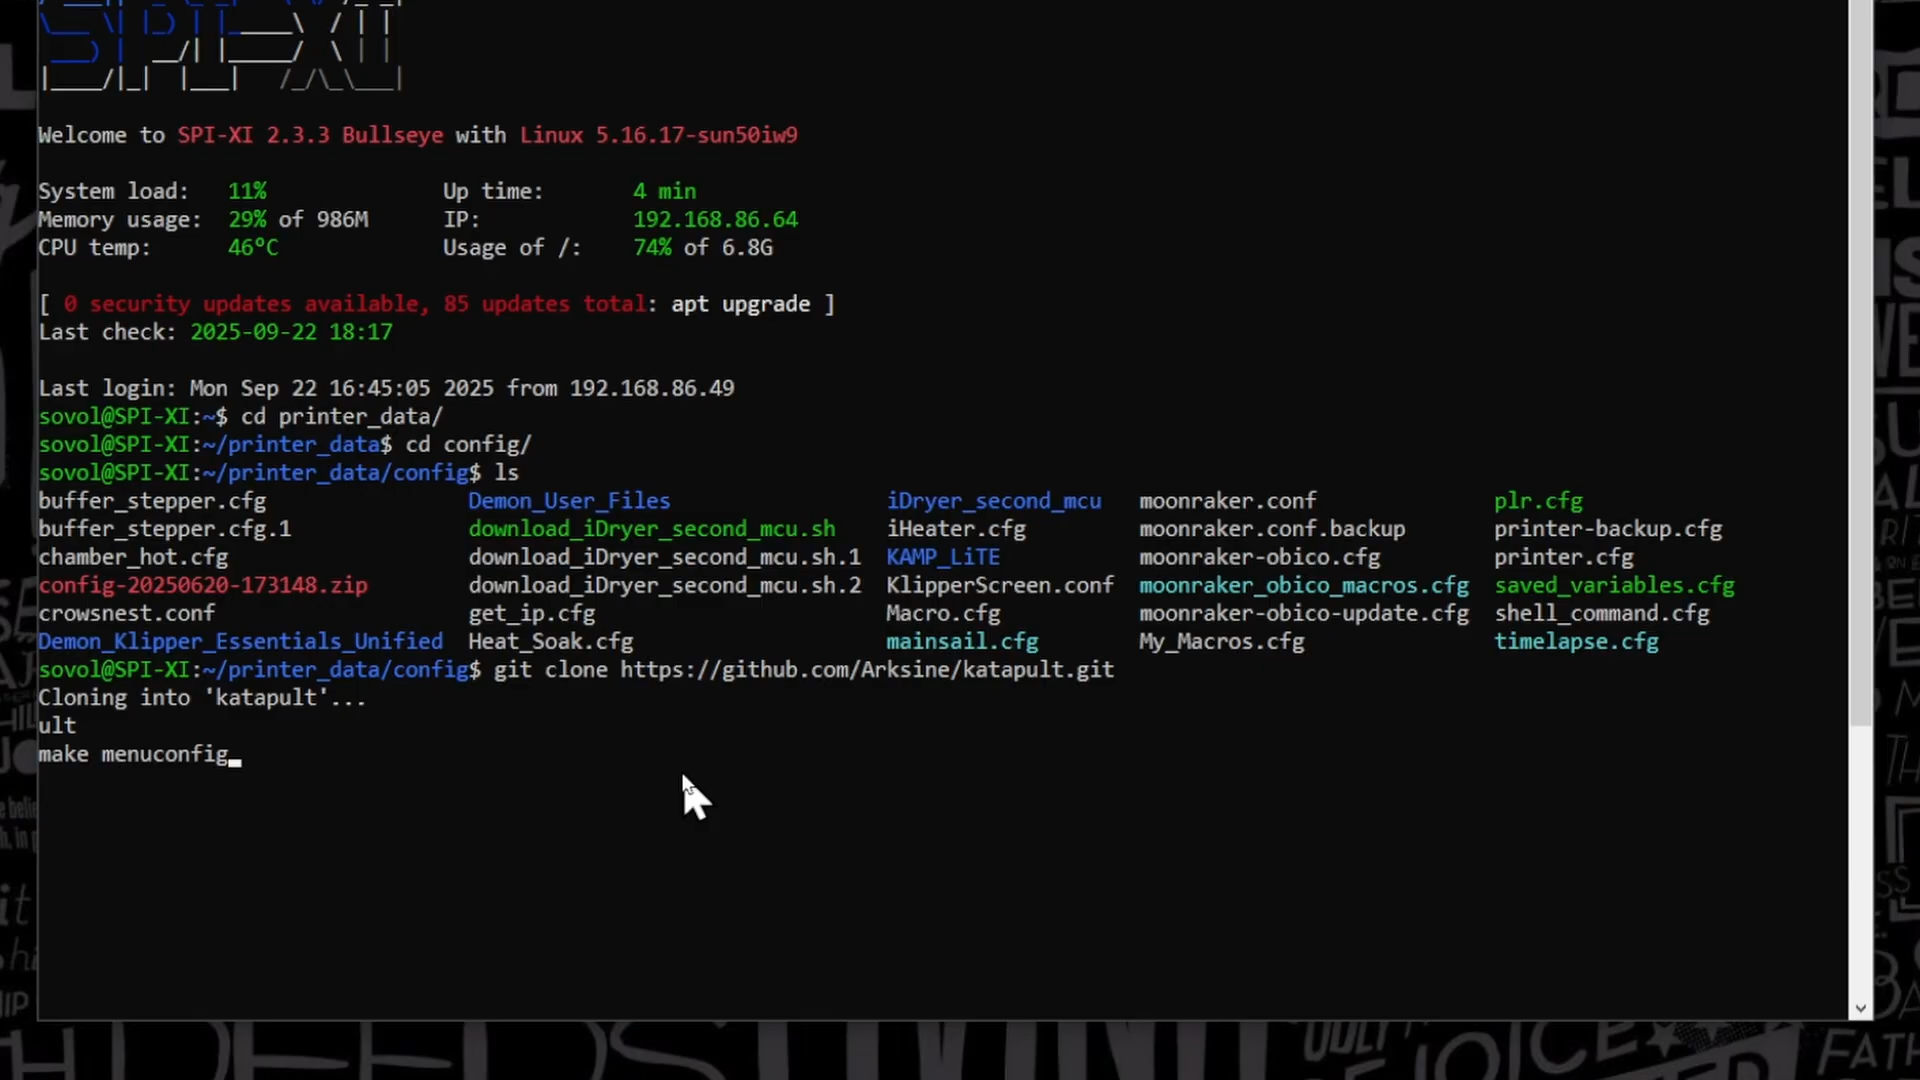 SPI-XI
Welcome to SPI-XI 2.3.3 Bullseye with Linux 5.16.17-sun50iw9
System load: 11% Up time: 4 min
Memory usage: 29% of 986M IP: 192.168.86.64
CPU temp: 46°C Usage of /: 74% of 6.8G
[ 0 security updates available, 85 updates total: apt upgrade ]
Last check: 2025-09-22 18:17
Last login: Mon Sep 22 16:45:05 2025 from 192.168.86.49
sovol@SPI-XI:~$ cd printer_data/
sovol@SPI-XI:~/printer_data$ cd config/
sovol@SPI-XI:~/printer_data/config$ ls
buffer_stepper.cfg Demon_User_Files iDryer_second_mcu moonraker.conf plr.cfg
buffer_stepper.cfg.1 download_iDryer_second_mcu.sh iHeater.cfg moonraker.conf.backup printer-backup.cfg
chamber_hot.cfg download_iDryer_second_mcu.sh.1 KAMP_LiTE moonraker-obico.cfg printer.cfg
config-20250620-173148.zip download_iDryer_second_mcu.sh.2 KlipperScreen.conf moonraker_obico_macros.cfg saved_variables.cfg
crowsnest.conf get_ip.cfg Macro.cfg moonraker-obico-update.cfg shell_command.cfg
Demon_Klipper_Essentials_Unified Heat_Soak.cfg mainsail.cfg My_Macros.cfg timelapse.cfg
sovol@SPI-XI:~/printer_data/config$ git clone https://github.com/Arksine/katapult.git
Cloning into 'katapult'...
ult
make menuconfig